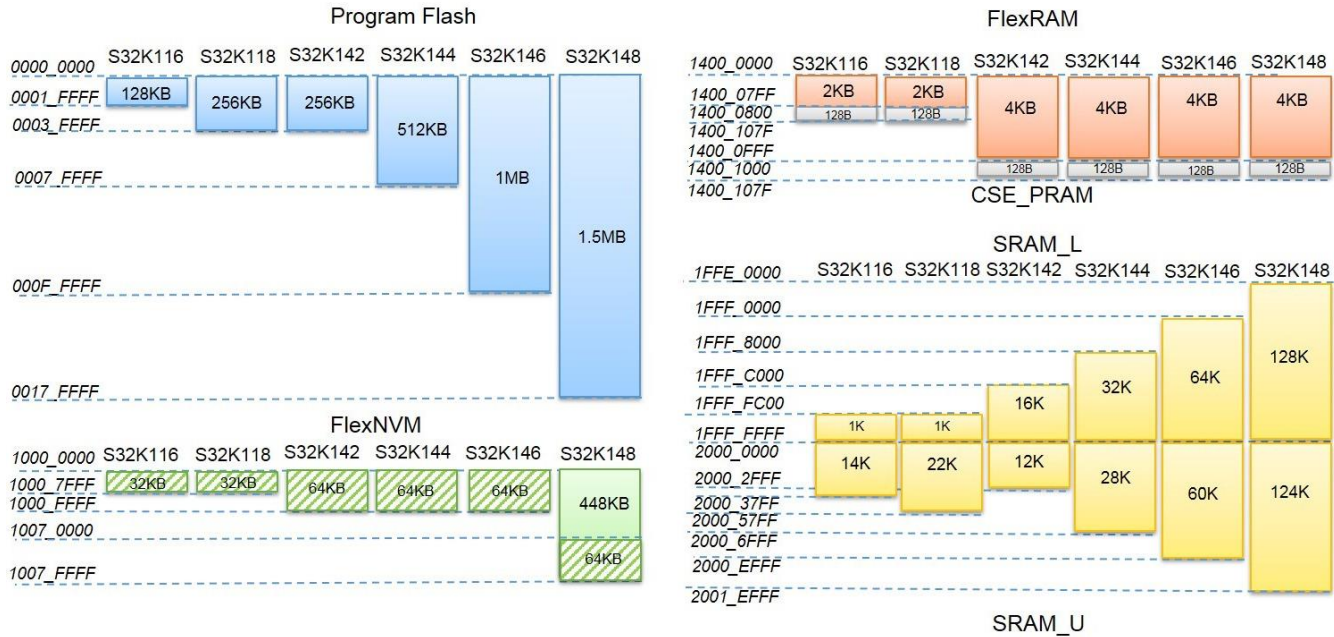 Program Flash
S32K116 S32K118 S32K142 S32K144 S32K146 S32K148
0000_0000
0001_FFFF
0003_FFFF
0007_FFFF
000F_FFFF
0017_FFFF
128KB 256KB 256KB 512KB 1MB 1.5MB
FlexNVM
S32K116 S32K118 S32K142 S32K144 S32K146 S32K148
1000_0000
1000_7FFF
1000_FFFF
1007_0000
1007_FFFF
32KB 32KB 64KB 64KB 64KB 448KB
64KB
FlexRAM
S32K116 S32K118 S32K142 S32K144 S32K146 S32K148
1400_0000
1400_07FF
1400_0800
1400_107F
1400_0FFF
1400_1000
1400_107F
2KB 2KB 4KB 4KB 4KB 4KB
128B 128B 128B 128B 128B 128B
CSE_PRAM
SRAM_L
S32K116 S32K118 S32K142 S32K144 S32K146 S32K148
1FFE_0000
1FFF_0000
1FFF_8000
1FFF_C000
1FFF_FC00
1FFF_FFFF
2000_0000
2000_2FFF
2000_37FF
2000_57FF
2000_6FFF
2000_EFFF
2001_EFFF
1K 1K 16K 32K 64K 128K
14K 22K 12K 28K 60K 124K
SRAM_U